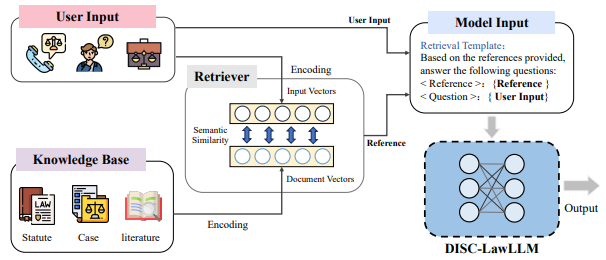 User Input
User Input
Model Input
Retrieval Template:
Based on the references provided,
answer the following questions:
< Reference >: {Reference }
< Question >: { User Input}
Retriever
Encoding
Input Vectors
Semantic
Similarity
Reference
Document Vectors
Knowledge Base
LAW
Statute
Case
literature
Encoding
Output
DISC-LawLLM